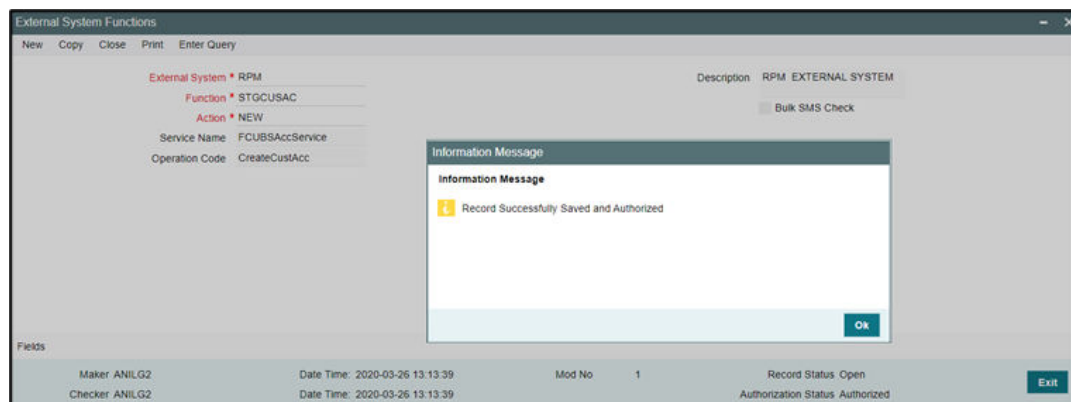 External System Functions
New Copy Close Print Enter Query
External System * RPM Description RPM EXTERNAL SYSTEM
Function * STGCUSAC Bulk SMS Check
Action * NEW
Service Name FCUBSAccService
Operation Code CreateCustAcc
Information Message
Information Message
Record Successfully Saved and Authorized
Ok
Fields
Maker ANILG2 Date Time: 2020-03-26 13:13:39 Mod No 1 Record Status Open
Checker ANILG2 Date Time: 2020-03-26 13:13:39 Authorization Status Authorized
Exit